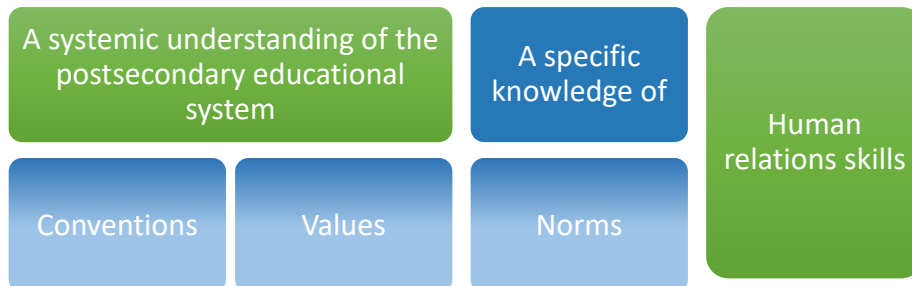 A systemic understanding of the
postsecondary educational
system
A specific
knowledge of
Human
relations skills
Conventions
Values
Norms